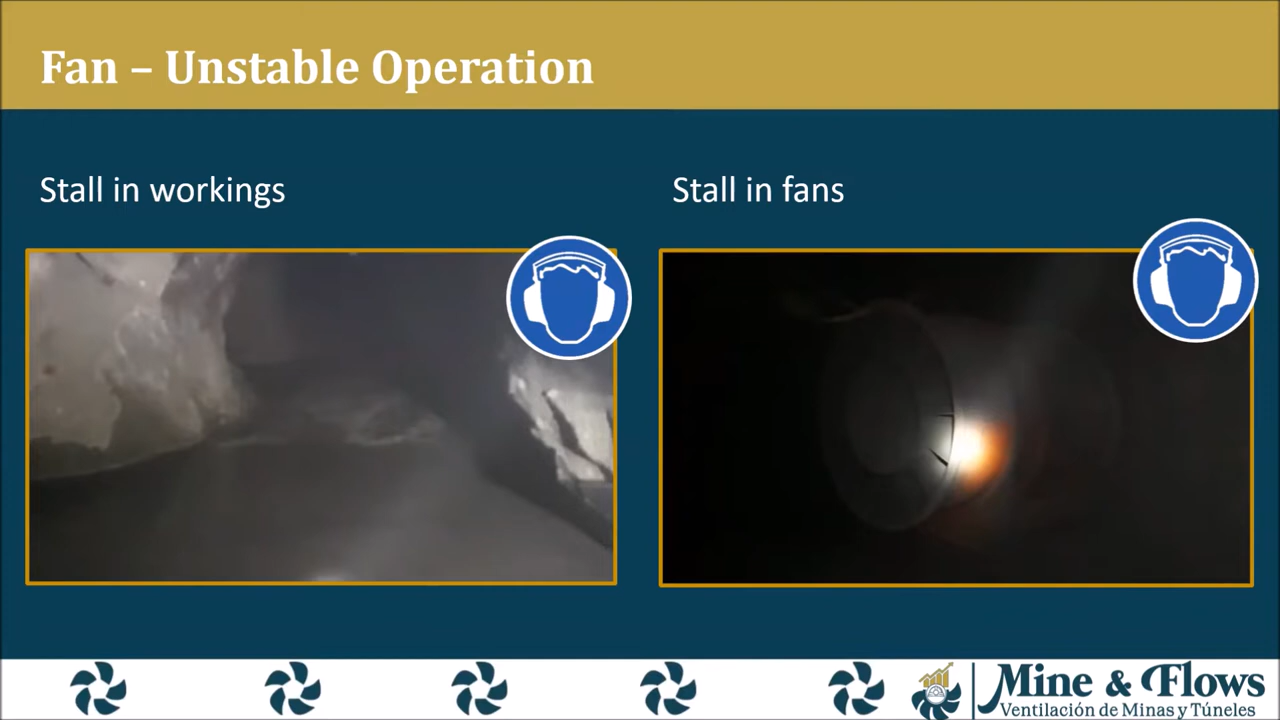 Fan – Unstable Operation
Stall in workings
Stall in fans
Mine & Flows
Ventilación de Minas y Túneles